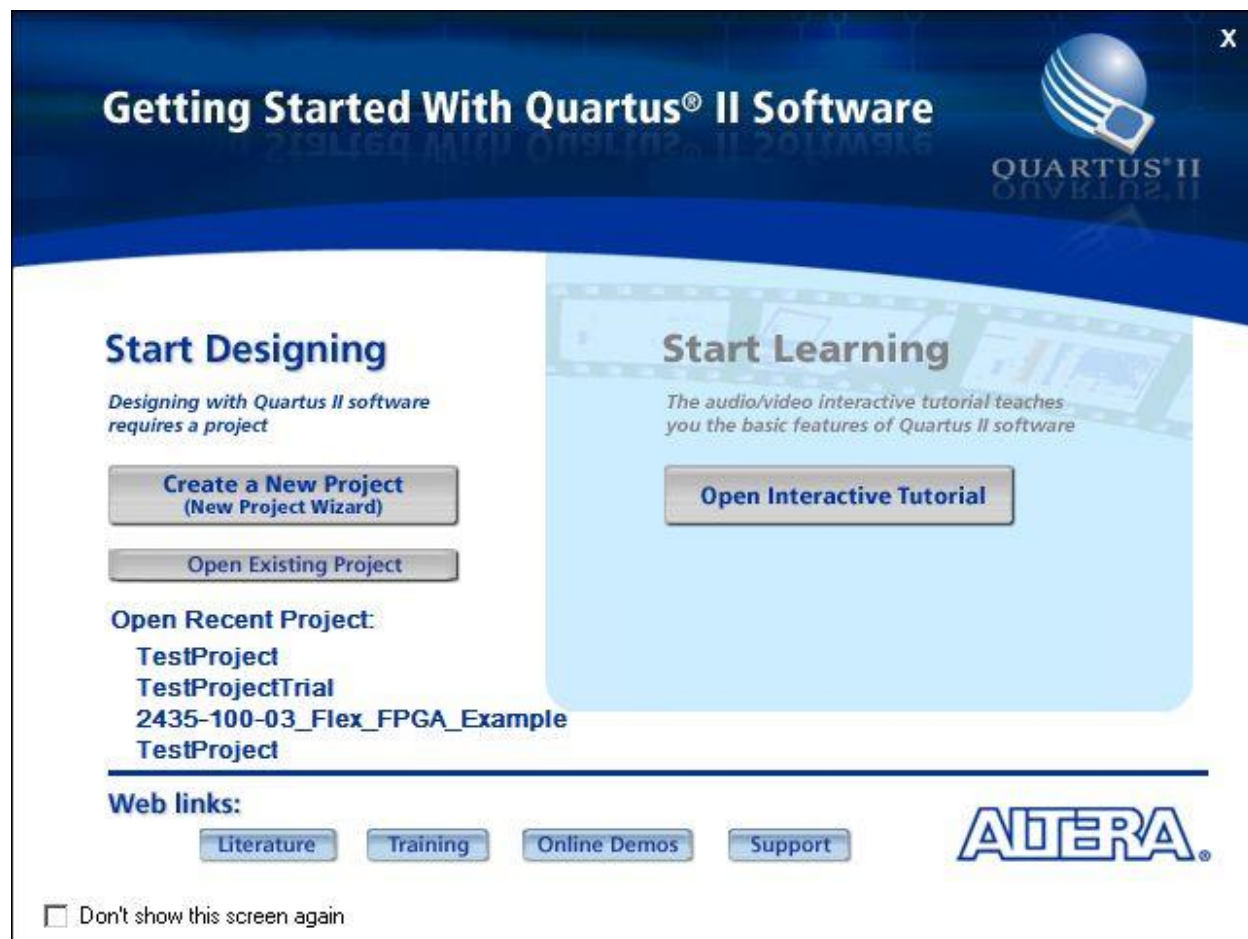 X
Getting Started With Quartus® II Software
QUARTUS® II
Start Designing
Designing with Quartus II software
requires a project
Create a New Project
(New Project Wizard)
Open Existing Project
Open Recent Project:
TestProject
TestProjectTrial
2435-100-03_Flex_FPGA_Example
TestProject
Start Learning
The audio/video interactive tutorial teaches
you the basic features of Quartus II software
Open Interactive Tutorial
Web links:
Literature
Training
Online Demos
Support
ALTERA®
Don't show this screen again